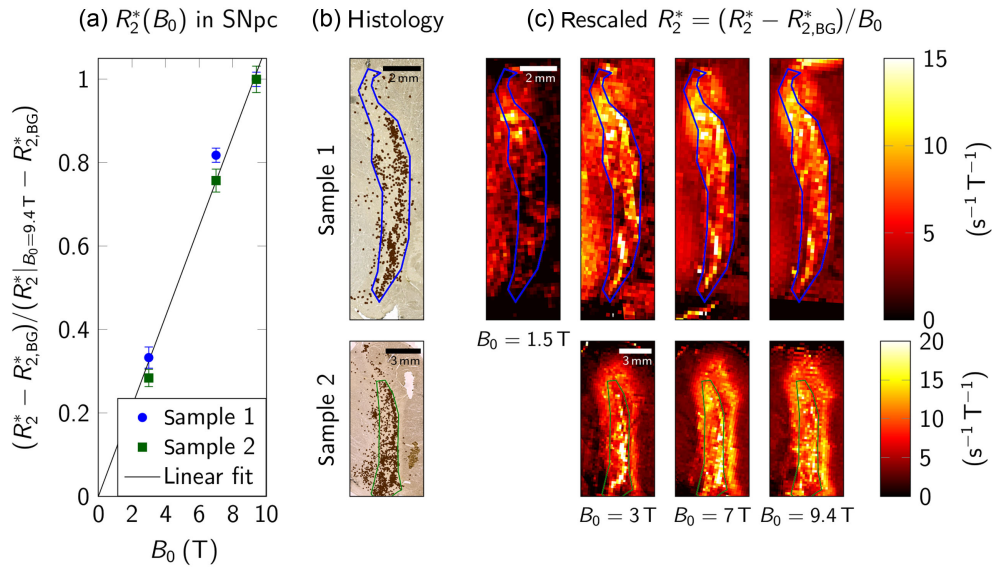 (a) R₂*(B₀) in SNpc
(b) Histology
(c) Rescaled R₂* = (R₂* − R₂,BG*)/B₀
(R₂* − R₂,BG*)/(R₂*|B₀=9.4 T − R₂,BG*)
1
0.8
0.6
0.4
0.2
0
0 2 4 6 8 10
B₀ (T)
Sample 1
Sample 2
Linear fit
Sample 1
2 mm
2 mm
B₀ = 1.5 T
15
10
5
0
(s⁻¹ T⁻¹)
Sample 2
3 mm
3 mm
B₀ = 3 T
B₀ = 7 T
B₀ = 9.4 T
20
15
10
5
0
(s⁻¹ T⁻¹)